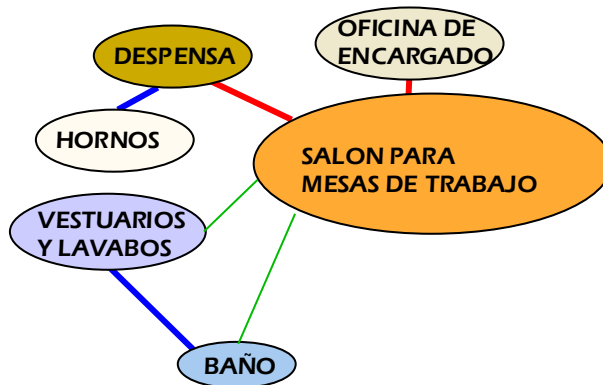 OFICINA DE
ENCARGADO
DESPENSA
HORNOS
SALON PARA
MESAS DE TRABAJO
VESTUARIOS
Y LAVABOS
BAÑO